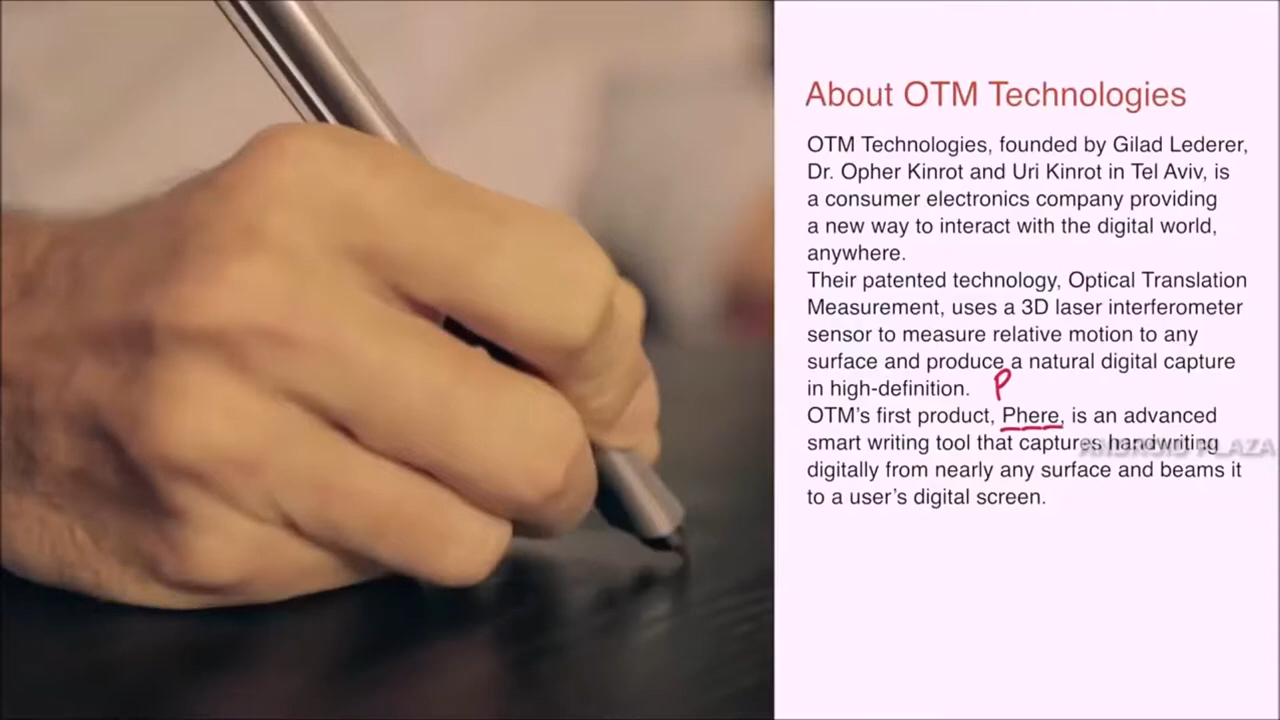 About OTM Technologies
OTM Technologies, founded by Gilad Lederer,
Dr. Opher Kinrot and Uri Kinrot in Tel Aviv, is
a consumer electronics company providing
a new way to interact with the digital world,
anywhere.
Their patented technology, Optical Translation
Measurement, uses a 3D laser interferometer
sensor to measure relative motion to any
surface and produce a natural digital capture
in high-definition.
P
OTM’s first product, Phere, is an advanced
smart writing tool that captures handwriting
ANDROID PLAZA
digitally from nearly any surface and beams it
to a user’s digital screen.